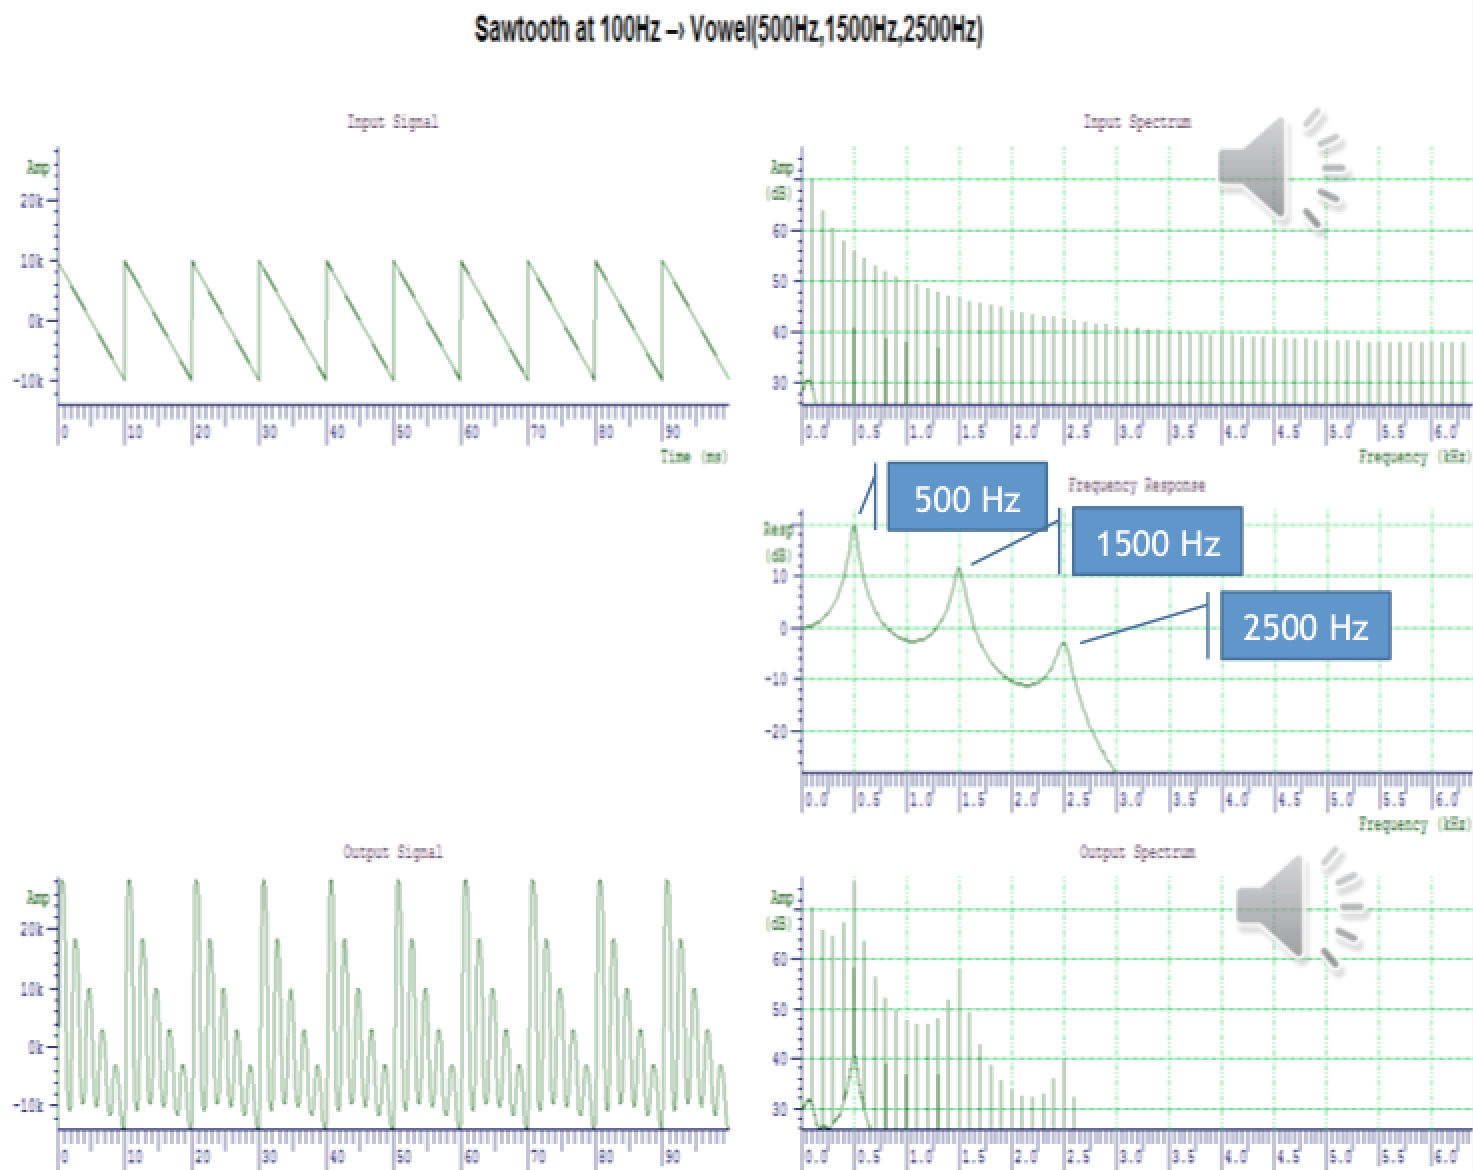 Sawtooth at 100Hz –› Vowel(500Hz,1500Hz,2500Hz)
Input Signal
Amp
20k
10k
0k
-10k
0 10 20 30 40 50 60 70 80 90
Time (ms)
Input Spectrum
Amp
(dB)
60
50
40
30
0.0 0.5 1.0 1.5 2.0 2.5 3.0 3.5 4.0 4.5 5.0 5.5 6.0
Frequency (kHz)
Frequency Response
500 Hz
1500 Hz
2500 Hz
Resp
(dB)
10
0
-10
-20
0.0 0.5 1.0 1.5 2.0 2.5 3.0 3.5 4.0 4.5 5.0 5.5 6.0
Frequency (kHz)
Output Signal
Amp
20k
10k
0k
-10k
0 10 20 30 40 50 60 70 80 90
Output Spectrum
Amp
(dB)
60
50
40
30
0.0 0.5 1.0 1.5 2.0 2.5 3.0 3.5 4.0 4.5 5.0 5.5 6.0